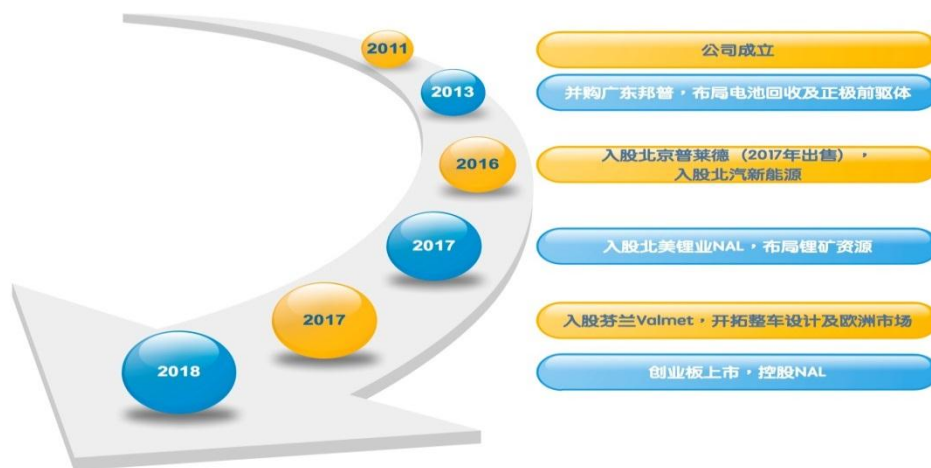 2011
公司成立
2013
并购广东邦普，布局电池回收及正极前驱体
2016
入股北京普莱德（2017年出售），
入股北汽新能源
2017
入股北美锂业NAL，布局锂矿资源
2017
入股芬兰Valmet，开拓整车设计及欧洲市场
2018
创业板上市，控股NAL